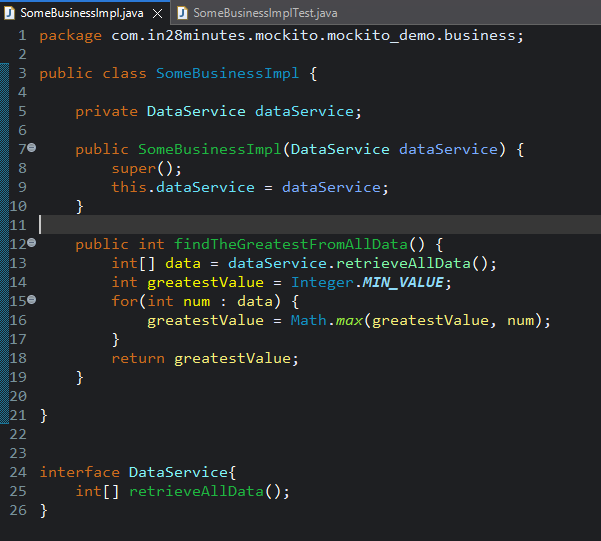 SomeBusinessImpl.java
SomeBusinessImplTest.java
1 package com.in28minutes.mockito.mockito_demo.business;
2
3 public class SomeBusinessImpl {
4
5     private DataService dataService;
6
7     public SomeBusinessImpl(DataService dataService) {
8         super();
9         this.dataService = dataService;
10     }
11
12     public int findTheGreatestFromAllData() {
13         int[] data = dataService.retrieveAllData();
14         int greatestValue = Integer.MIN_VALUE;
15         for(int num : data) {
16             greatestValue = Math.max(greatestValue, num);
17         }
18         return greatestValue;
19     }
20
21 }
22
23
24 interface DataService{
25     int[] retrieveAllData();
26 }